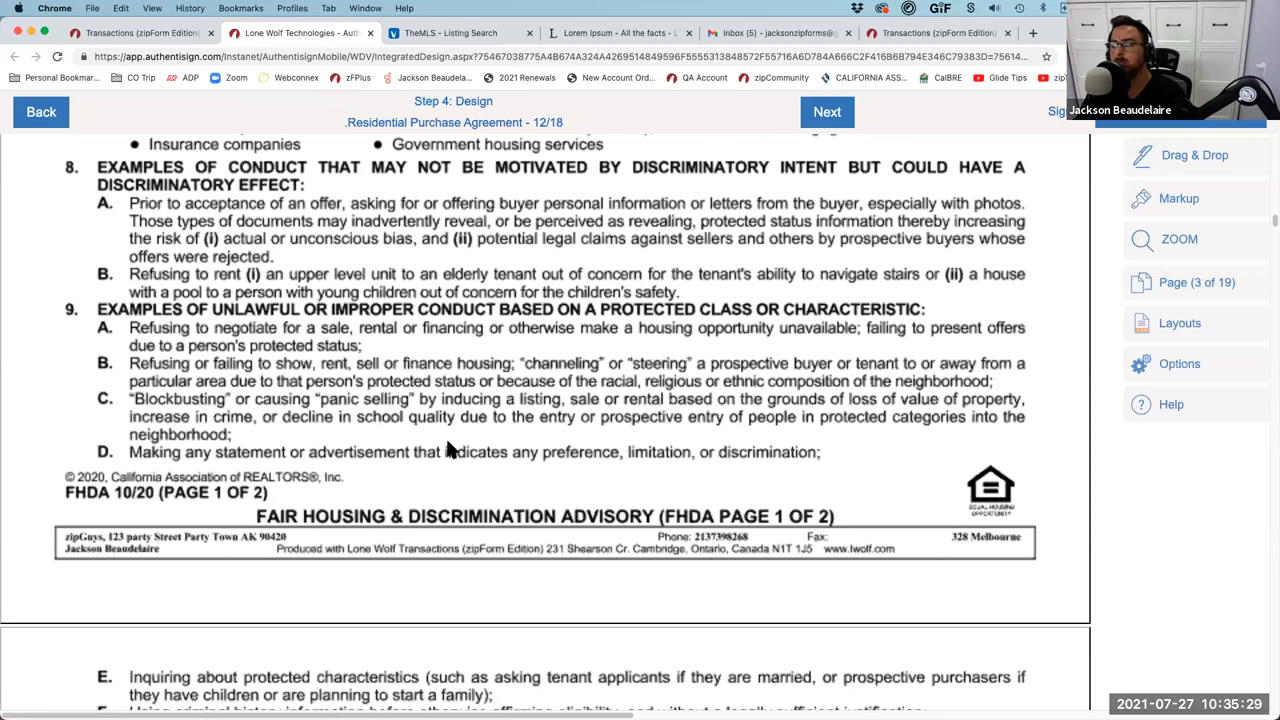 Chrome File Edit View History Bookmarks Profiles Tab Window Help
Transactions (zipForm Edition)
Lone Wolf Technologies - Auth
TheMLS - Listing Search
Lorem Ipsum - All the facts - l
Inbox (5) - jacksonzipforms@g
Transactions (zipForm Edition)
https://app.authentisign.com/Instanet/AuthentisignMobile/WDV/Integrate
Personal Bookmar...
CO Trip
ADP
Zoom
Webconnex
zFPlus
Jackson Beaud
2021 Renewals
New Account Ord...
QA Account
zipCommunity
CALIFORNIA ASS...
CalBRE
Glide Tips
Jackson Beaudelaire
Back
Step 4: Design
.Residential Purchase Agreement - 12/18
Next
Sig
● Insurance companies ● Government housing services
8. EXAMPLES OF CONDUCT THAT MAY NOT BE MOTIVATED BY DISCRIMINATORY INTENT BUT COULD HAVE A
DISCRIMINATORY EFFECT:
A. Prior to acceptance of an offer, asking for or offering buyer personal information or letters from the buyer, especially with photos.
Those types of documents may inadvertently reveal, or be perceived as revealing, protected status information thereby increasing
the risk of (i) actual or unconscious bias, and (ii) potential legal claims against sellers and others by prospective buyers whose
offers were rejected.
B. Refusing to rent (i) an upper level unit to an elderly tenant out of concern for the tenant's ability to navigate stairs or (ii) a house
with a pool to a person with young children out of concern for the children's safety.
9. EXAMPLES OF UNLAWFUL OR IMPROPER CONDUCT BASED ON A PROTECTED CLASS OR CHARACTERISTIC:
A. Refusing to negotiate for a sale, rental or financing or otherwise make a housing opportunity unavailable; failing to present offers
due to a person's protected status;
B. Refusing or failing to show, rent, sell or finance housing; “channeling” or “steering” a prospective buyer or tenant to or away from a
particular area due to that person's protected status or because of the racial, religious or ethnic composition of the neighborhood;
C. “Blockbusting” or causing “panic selling” by inducing a listing, sale or rental based on the grounds of loss of value of property,
increase in crime, or decline in school quality due to the entry or prospective entry of people in protected categories into the
neighborhood;
D. Making any statement or advertisement that indicates any preference, limitation, or discrimination;
© 2020, California Association of REALTORS®, Inc.
FHDA 10/20 (PAGE 1 OF 2)
EQUAL HOUSING
OPPORTUNITY
FAIR HOUSING & DISCRIMINATION ADVISORY (FHDA PAGE 1 OF 2)
zipGuys, 123 party Street Party Town AK 90420 Phone: 2137398268 Fax: 328 Melbourne
Jackson Beaudelaire Produced with Lone Wolf Transactions (zipForm Edition) 231 Shearson Cr. Cambridge, Ontario, Canada N1T 1J5 www.lwolf.com
E. Inquiring about protected characteristics (such as asking tenant applicants if they are married, or prospective purchasers if
they have children or are planning to start a family);
Drag & Drop
Markup
ZOOM
Page (3 of 19)
Layouts
Options
Help
2021-07-27 10:35:29